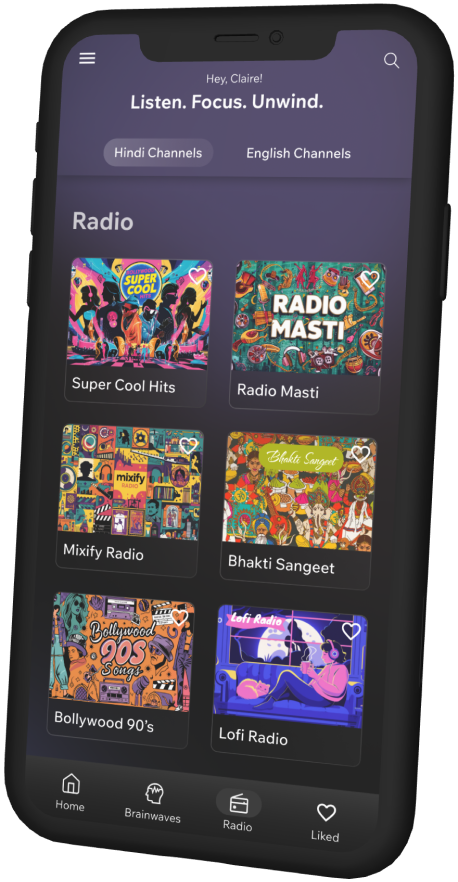 Hey, Claire!
Listen. Focus. Unwind.
Hindi Channels
English Channels
Radio
SUPER
COOL
Super Cool Hits
RADIO
MASTI
Radio Masti
mixify
RADIO
Mixify Radio
Bhakti Sangeet
Bhakti Sangeet
Bollywood
90S
Songs
Bollywood 90's
Lofi Radio
Lofi Radio
Home
Brainwaves
Radio
Liked